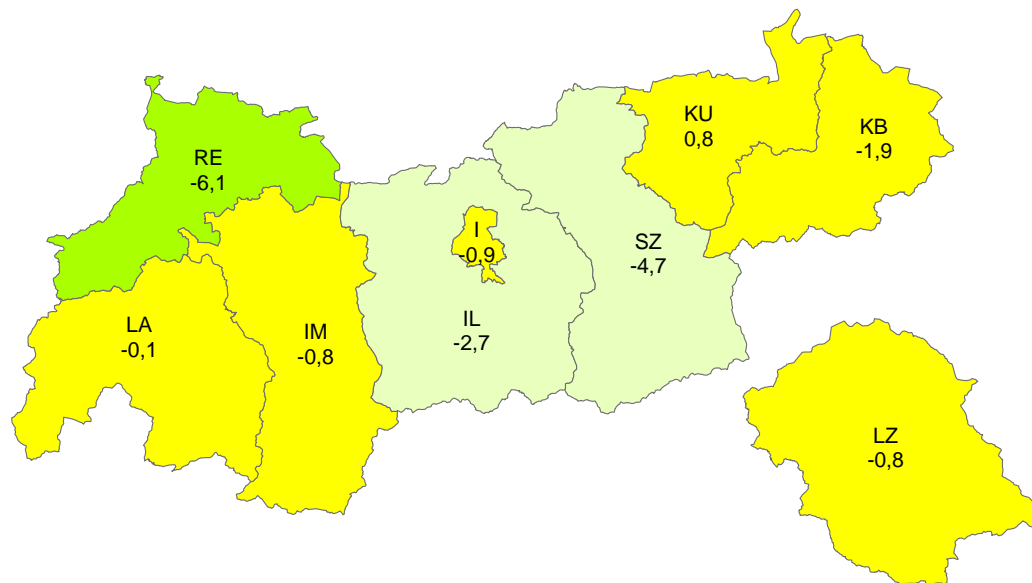 KU
0,8
KB
-1,9
RE
-6,1
I
-0,9
SZ
-4,7
LA
-0,1
IM
-0,8
IL
-2,7
LZ
-0,8